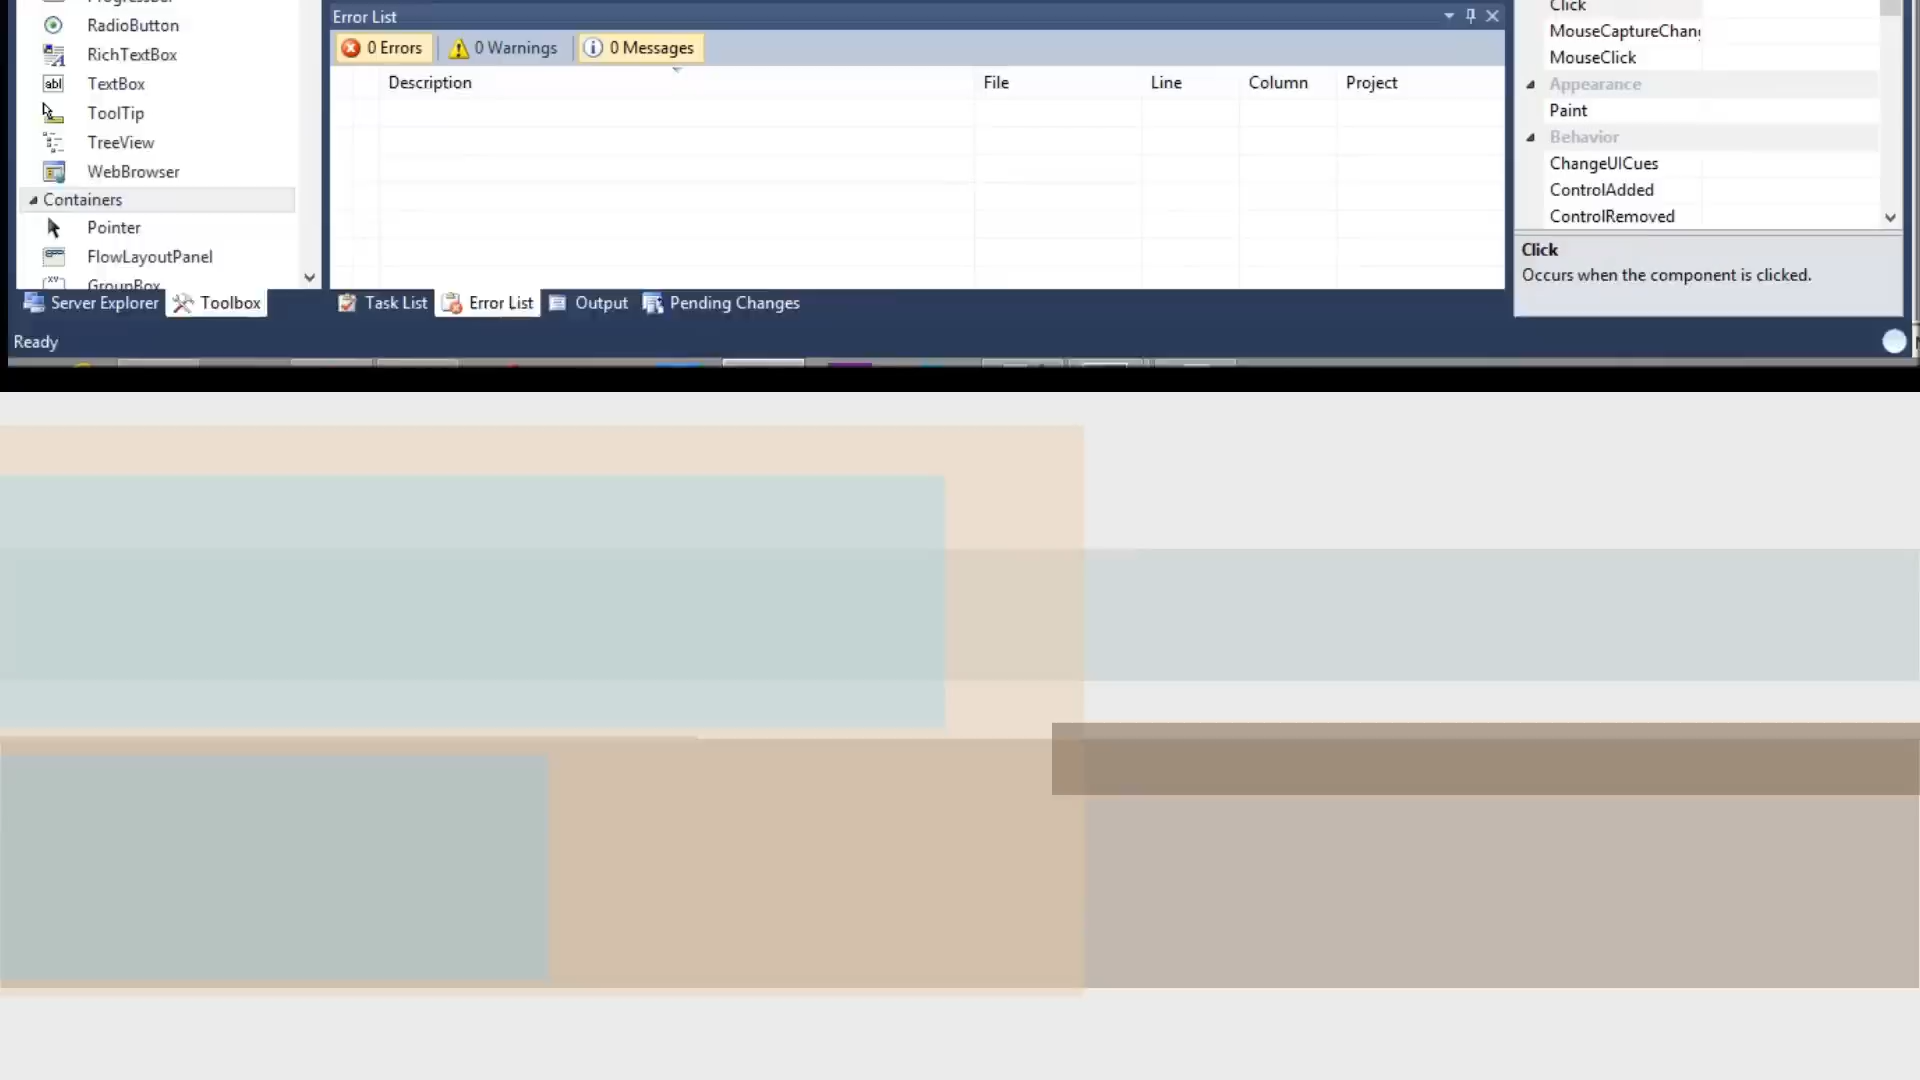 RadioButton
RichTextBox
TextBox
ToolTip
TreeView
WebBrowser
Containers
Pointer
FlowLayoutPanel
GroupBox
Server Explorer
Toolbox
Error List
0 Errors
0 Warnings
0 Messages
Description
File
Line
Column
Project
Task List
Error List
Output
Pending Changes
Click
MouseCaptureChan
MouseClick
Appearance
Paint
Behavior
ChangeUICues
ControlAdded
ControlRemoved
Click
Occurs when the component is clicked.
Ready